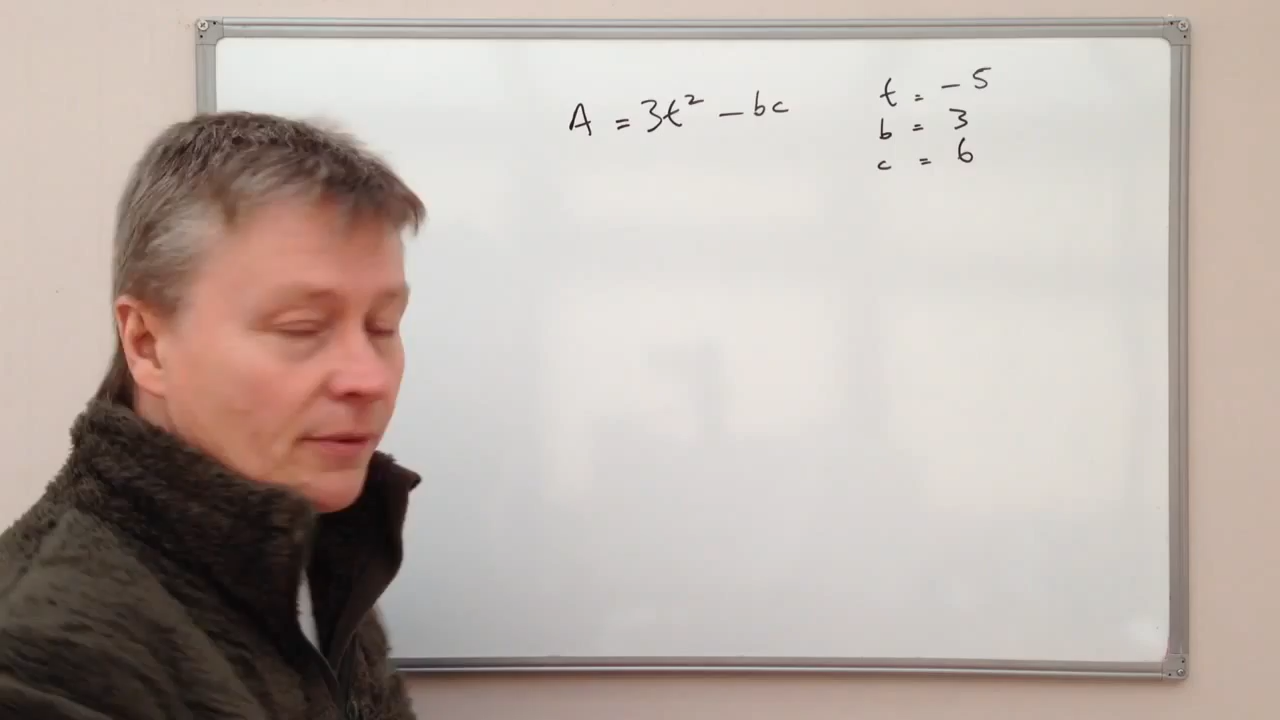 A = 3t² - bc
t = -5
b = 3
c = 6